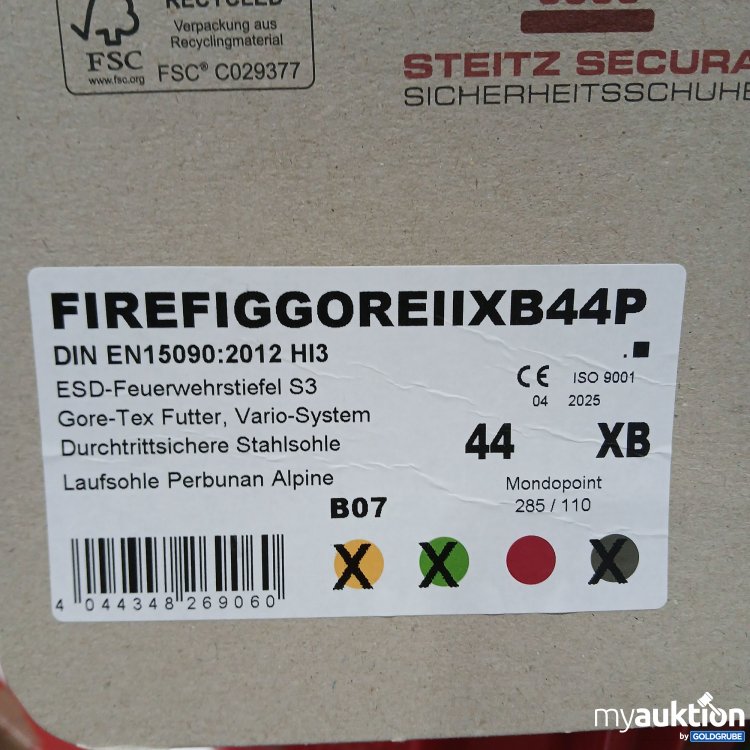 RECYCLED
Verpackung aus
Recyclingmaterial
FSC
www.fsc.org
FSC® C029377
STEITZ SECURA
SICHERHEITSSCHUHE
FIREFIGGOREIIXB44P
DIN EN15090:2012 HI3
ESD-Feuerwehrstiefel S3
Gore-Tex Futter, Vario-System
Durchtrittsichere Stahlsohle
Laufsohle Perbunan Alpine
CE ISO 9001
04 2025
44 XB
Mondopoint
285 / 110
B07
X X X
4 044348 269060
myauktion
by GOLDGRUBE